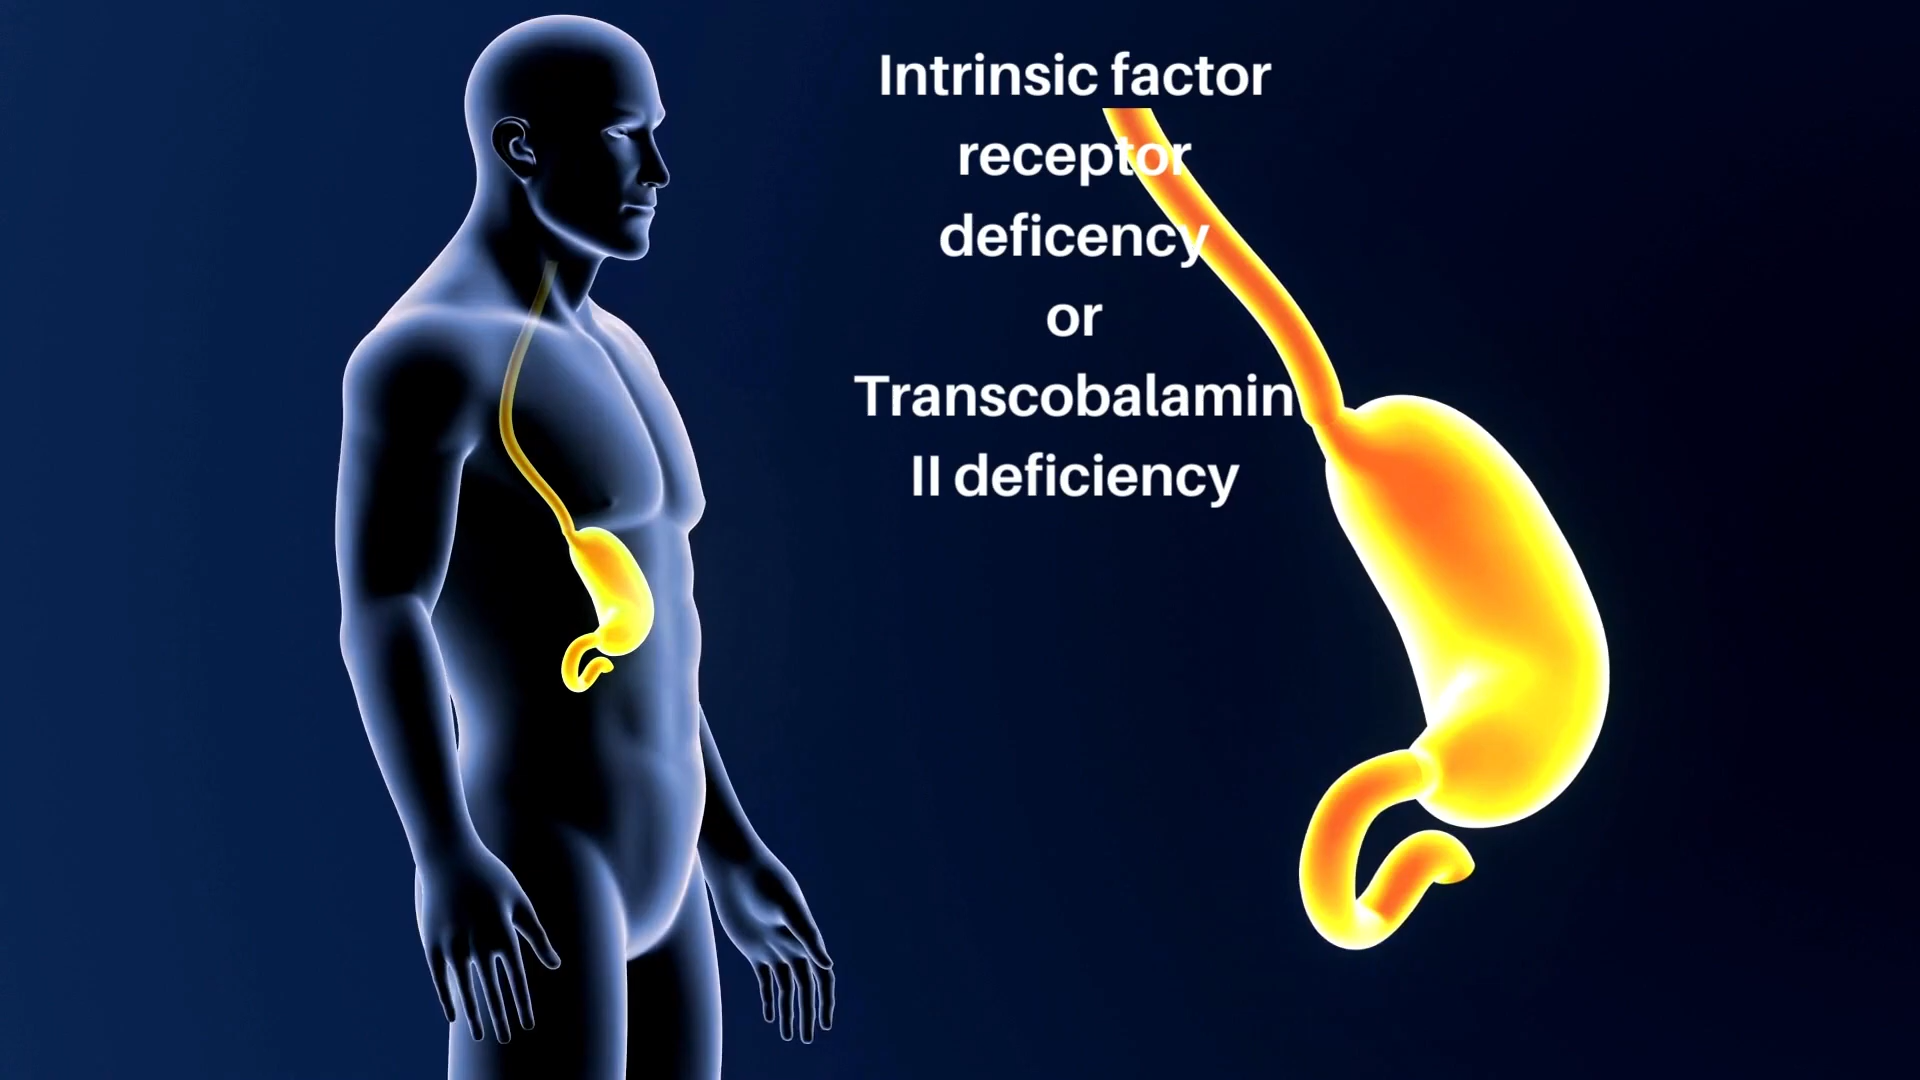 Intrinsic factor
receptor
deficency
or
Transcobalamin
II deficiency